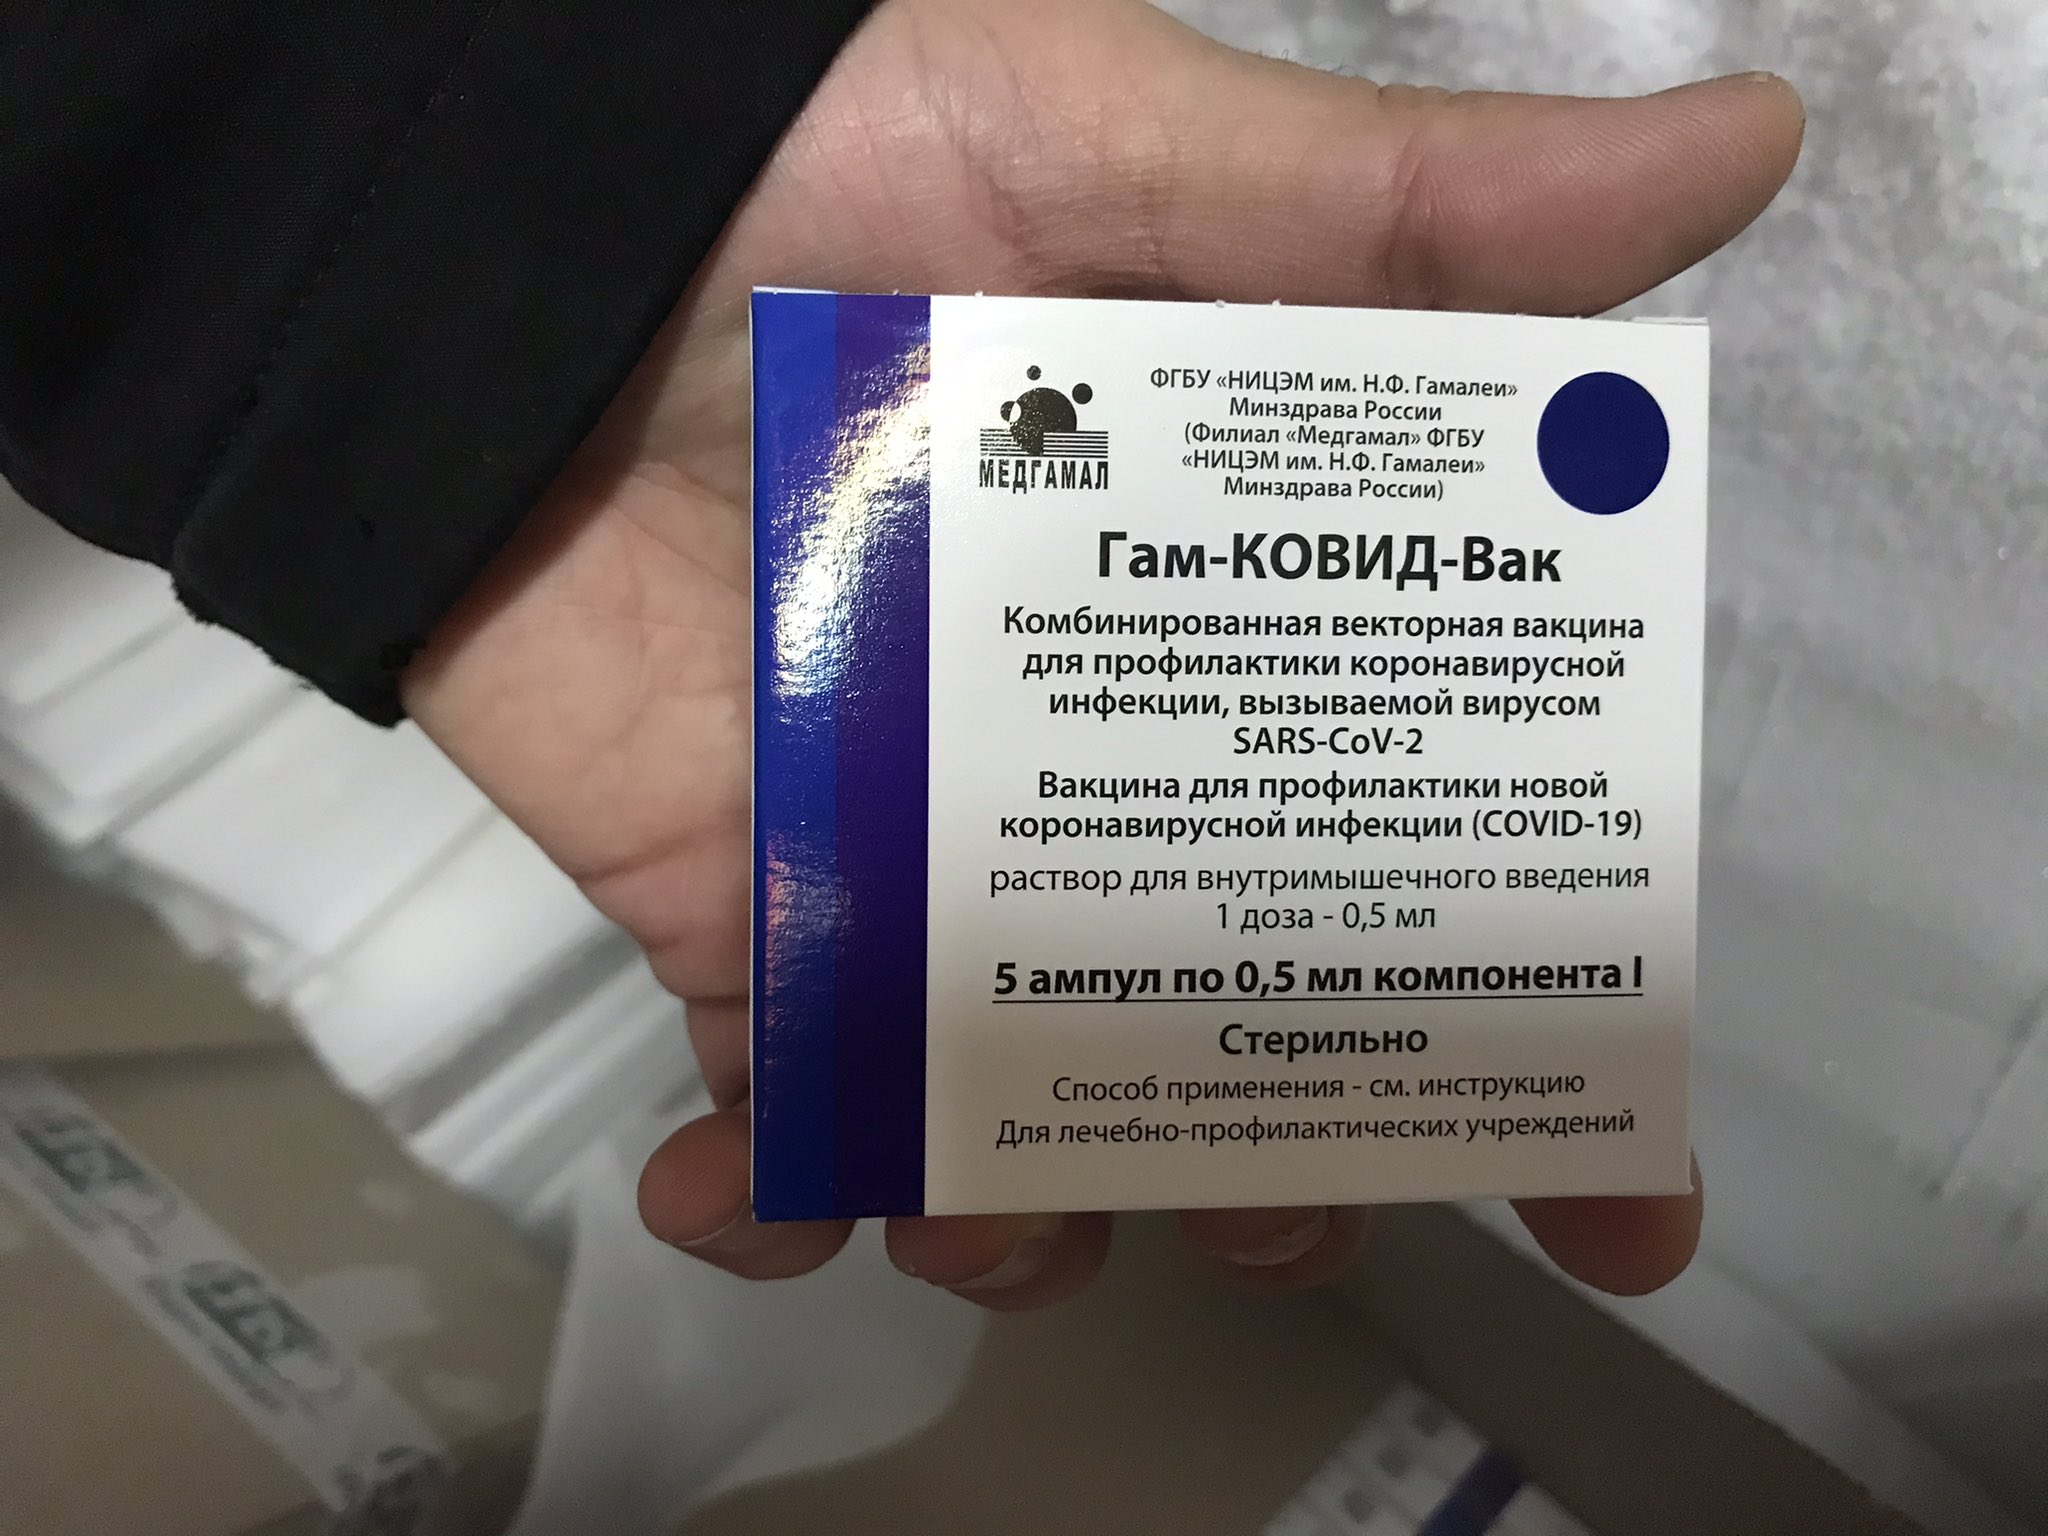 МЕДГАМАЛ
ФГБУ «НИЦЭМ им. Н.Ф. Гамалеи»
Минздрава России
(Филиал «Медгамал» ФГБУ
«НИЦЭМ им. Н.Ф. Гамалеи»
Минздрава России)
Гам-КОВИД-Вак
Комбинированная векторная вакцина
для профилактики коронавирусной
инфекции, вызываемой вирусом
SARS-CoV-2
Вакцина для профилактики новой
коронавирусной инфекции (COVID-19)
раствор для внутримышечного введения
1 доза - 0,5 мл
5 ампул по 0,5 мл компонента I
Стерильно
Способ применения - см. инструкцию
Для лечебно-профилактических учреждений